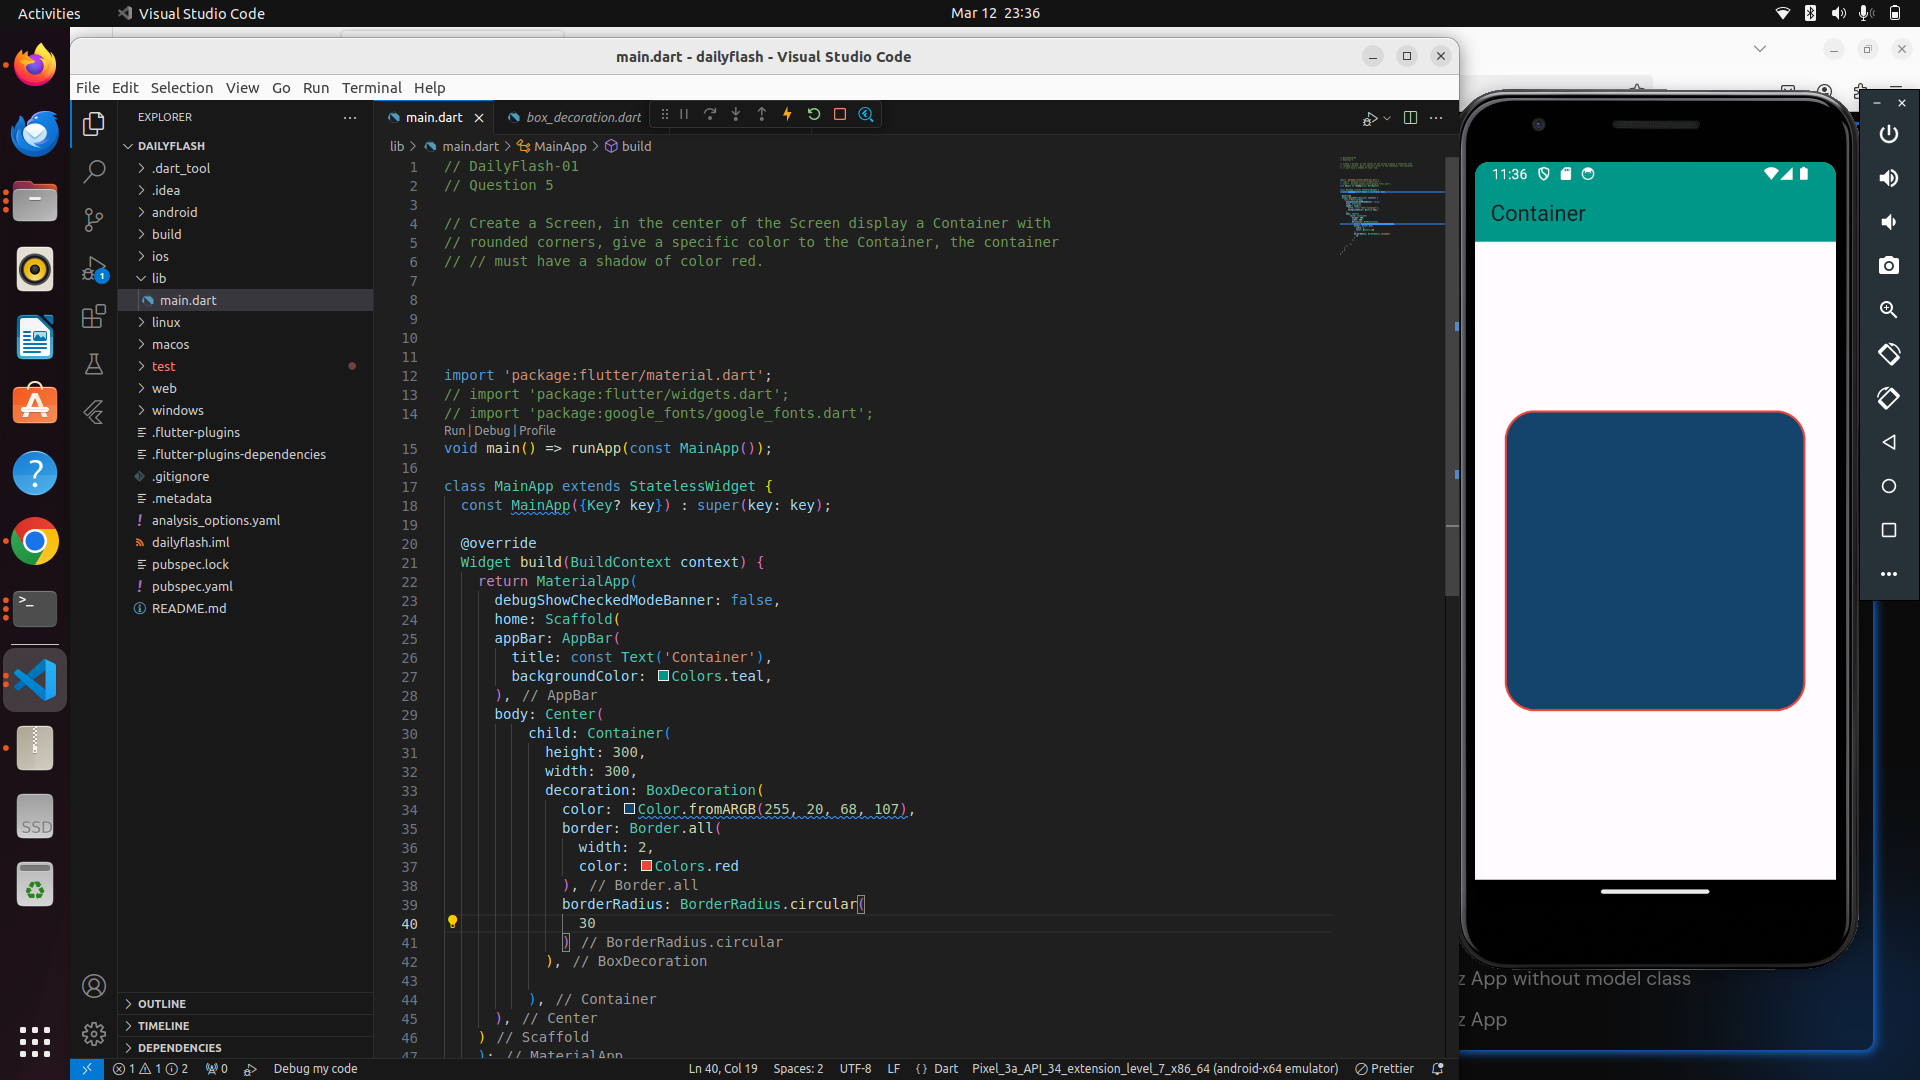 Activities
Visual Studio Code
Mar 12 23:36
main.dart - dailyflash - Visual Studio Code
File Edit Selection View Go Run Terminal Help
EXPLORER
DAILYFLASH
.dart_tool
.idea
android
build
ios
lib
main.dart
linux
macos
test
web
windows
.flutter-plugins
.flutter-plugins-dependencies
.gitignore
.metadata
analysis_options.yaml
dailyflash.iml
pubspec.lock
pubspec.yaml
README.md
OUTLINE
TIMELINE
DEPENDENCIES
main.dart
box_decoration.dart
lib > main.dart > MainApp > build
1 // DailyFlash-01
2 // Question 5
3
4 // Create a Screen, in the center of the Screen display a Container with
5 // rounded corners, give a specific color to the Container, the container
6 // // must have a shadow of color red.
7
8
9
10
11
12 import 'package:flutter/material.dart';
13 // import 'package:flutter/widgets.dart';
14 // import 'package:google_fonts/google_fonts.dart';
Run | Debug | Profile
15 void main() => runApp(const MainApp());
16
17 class MainApp extends StatelessWidget {
18 const MainApp({Key? key}) : super(key: key);
19
20 @override
21 Widget build(BuildContext context) {
22 return MaterialApp(
23 debugShowCheckedModeBanner: false,
24 home: Scaffold(
25 appBar: AppBar(
26 title: const Text('Container'),
27 backgroundColor: Colors.teal,
28 ), // AppBar
29 body: Center(
30 child: Container(
31 height: 300,
32 width: 300,
33 decoration: BoxDecoration(
34 color: Color.fromARGB(255, 20, 68, 107),
35 border: Border.all(
36 width: 2,
37 color: Colors.red
38 ), // Border.all
39 borderRadius: BorderRadius.circular(
40 30
41 ) // BorderRadius.circular
42 ), // BoxDecoration
43
44 ), // Container
45 ), // Center
46 ) // Scaffold
47 ); // MaterialApp
1 1 2
0
Debug my code
Ln 40, Col 19
Spaces: 2
UTF-8
LF
{ } Dart
Pixel_3a_API_34_extension_level_7_x86_64 (android-x64 emulator)
Prettier
1
>_
?
SSD
11:36
Container
z App without model class
z App